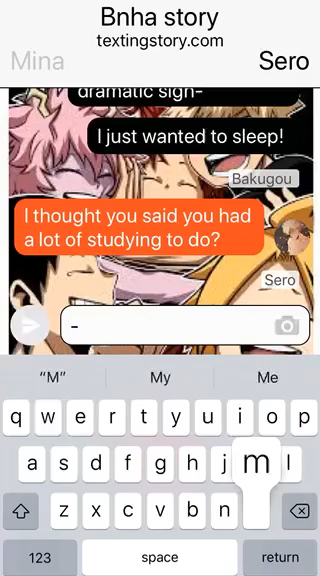 Bnha story
textingstory.com
Mina
Sero
dramatic sign-
I just wanted to sleep!
Bakugou
I thought you said you had
a lot of studying to do?
Sero
-
“M”
My
Me
q w e r t y u i o p
a s d f g h j m l
z x c v b n
123
space
return